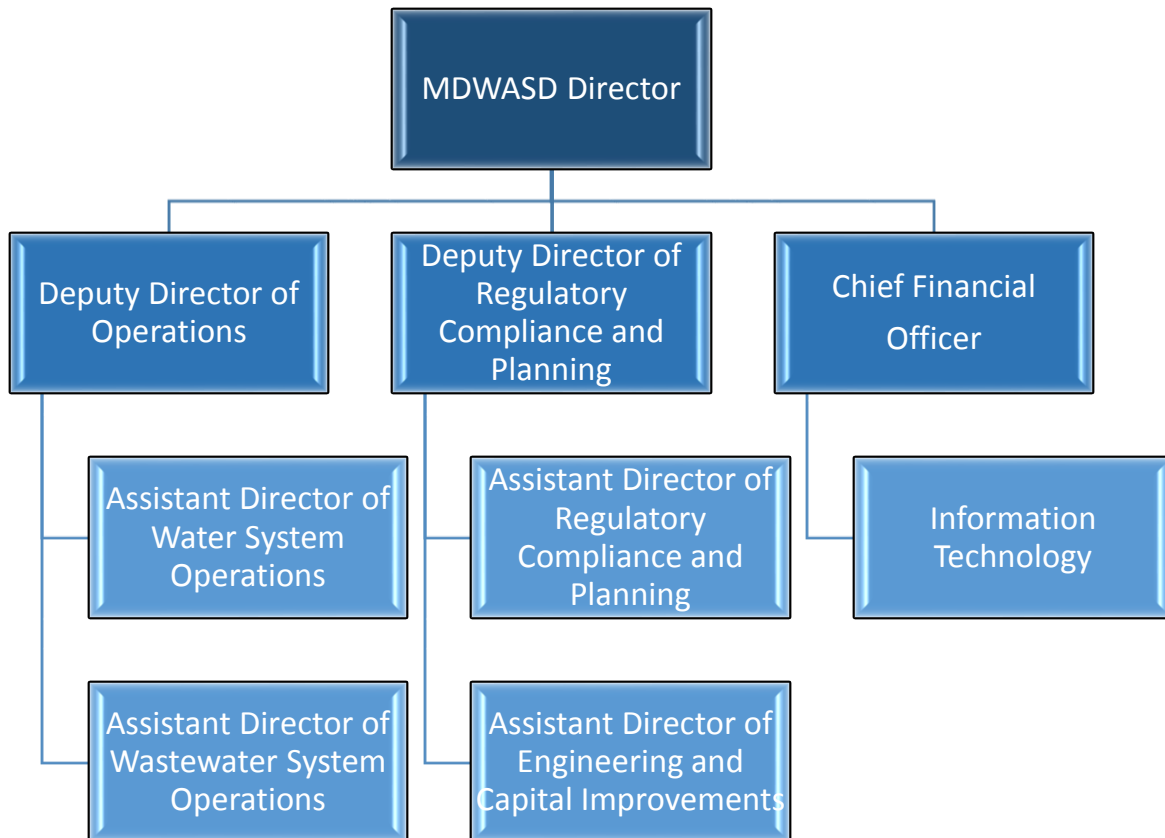 MDWASD Director
Deputy Director of
Operations
Deputy Director of
Regulatory
Compliance and
Planning
Chief Financial
Officer
Assistant Director of
Water System
Operations
Assistant Director of
Regulatory
Compliance and
Planning
Information
Technology
Assistant Director of
Wastewater System
Operations
Assistant Director of
Engineering and
Capital Improvements